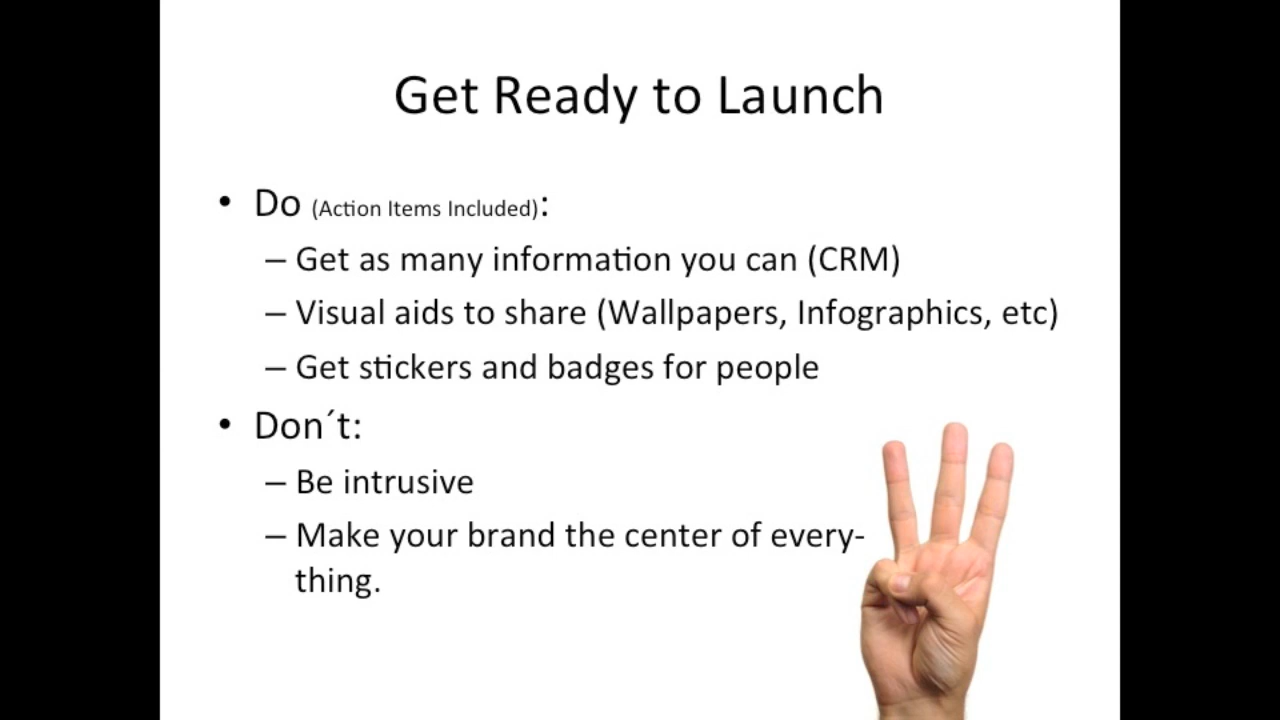 Get Ready to Launch
• Do (Action Items Included):
– Get as many information you can (CRM)
– Visual aids to share (Wallpapers, Infographics, etc)
– Get stickers and badges for people
• Don´t:
– Be intrusive
– Make your brand the center of every-
thing.